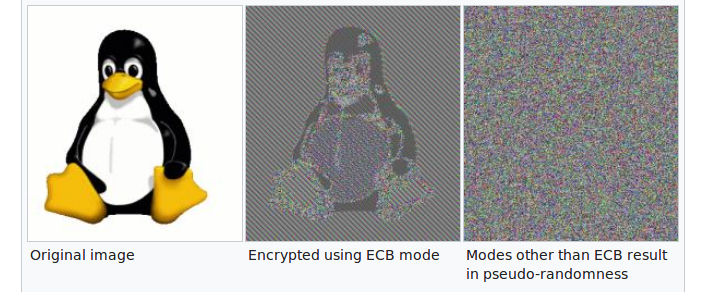 Original image
Encrypted using ECB mode
Modes other than ECB result
in pseudo-randomness